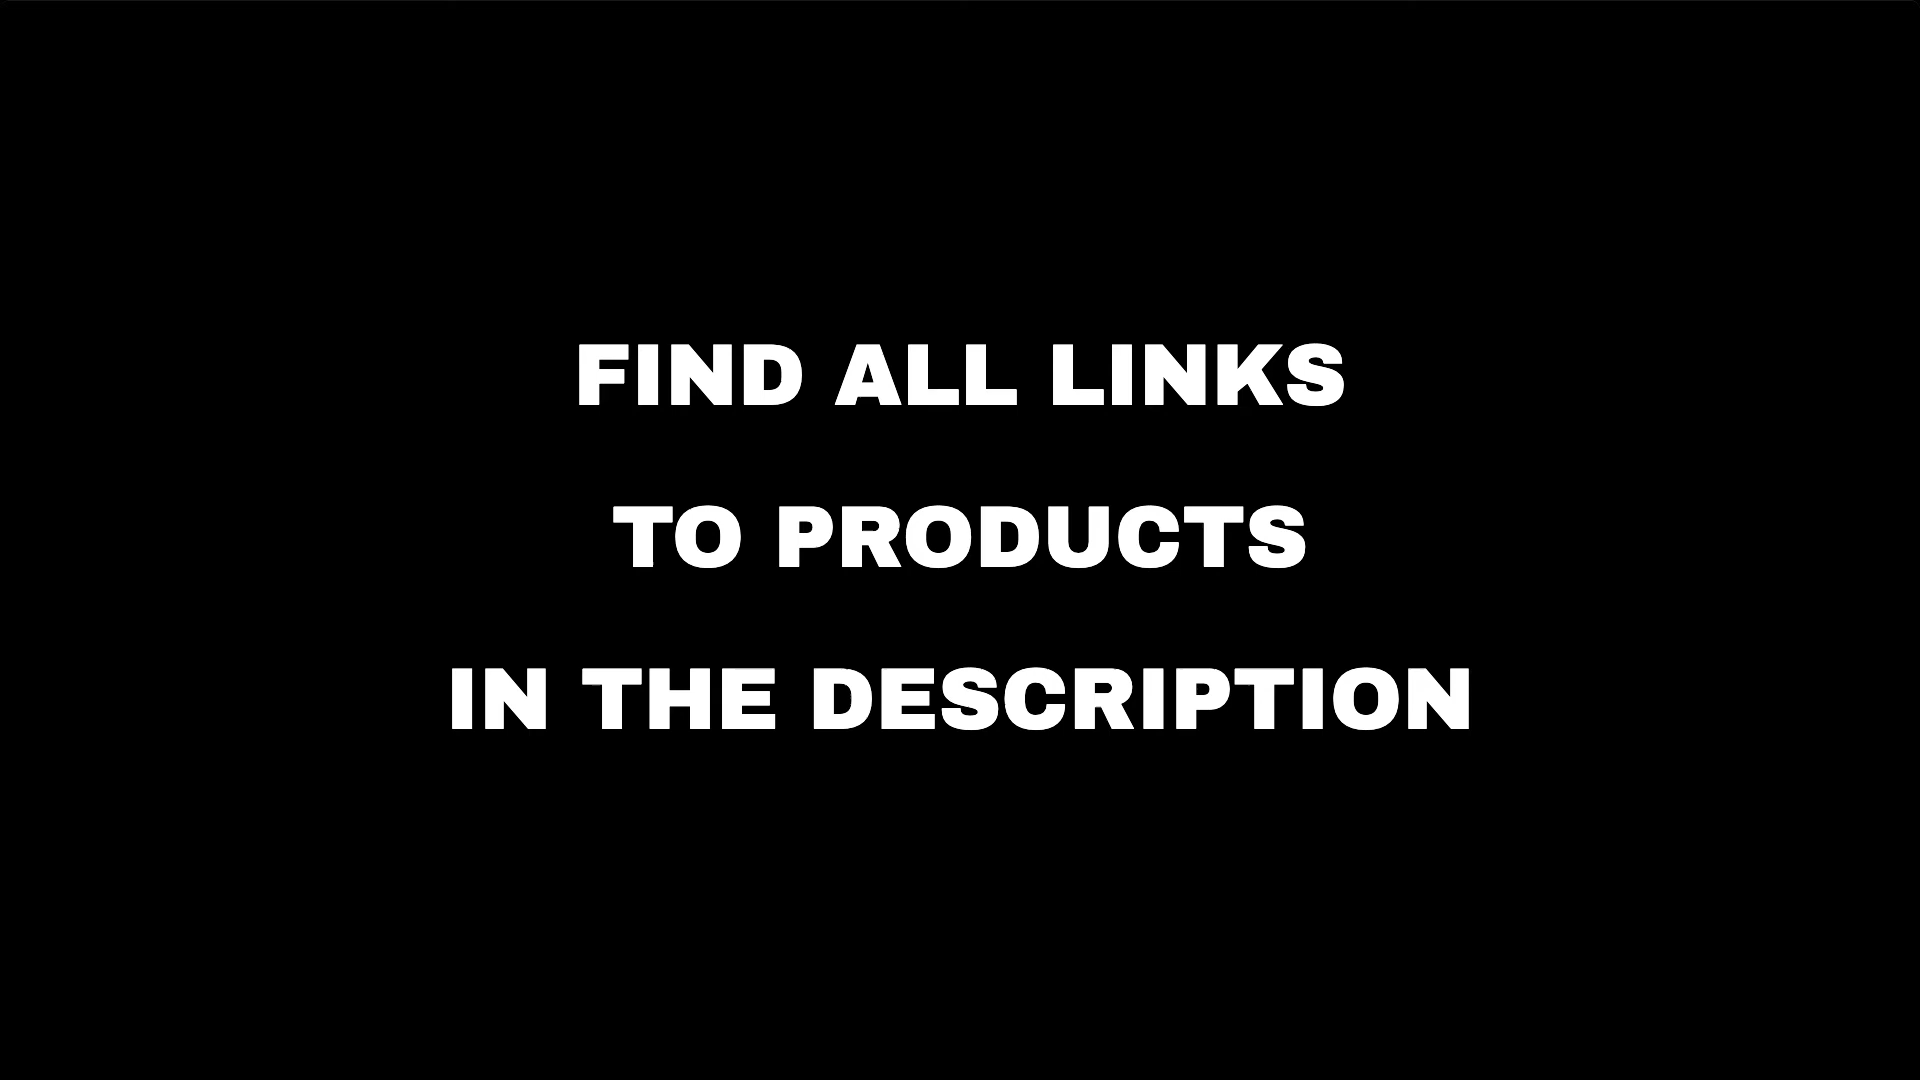 FIND ALL LINKS
TO PRODUCTS
IN THE DESCRIPTION